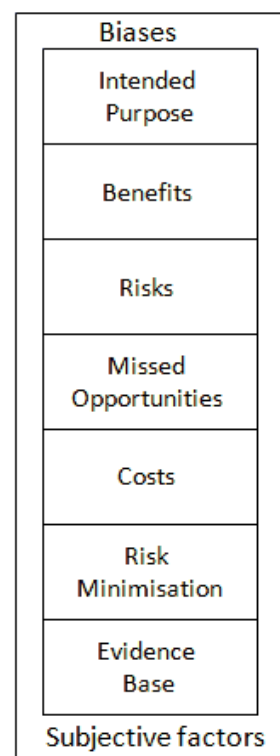 Biases
Intended
Purpose
Benefits
Risks
Missed
Opportunities
Costs
Risk
Minimisation
Evidence
Base
Subjective factors